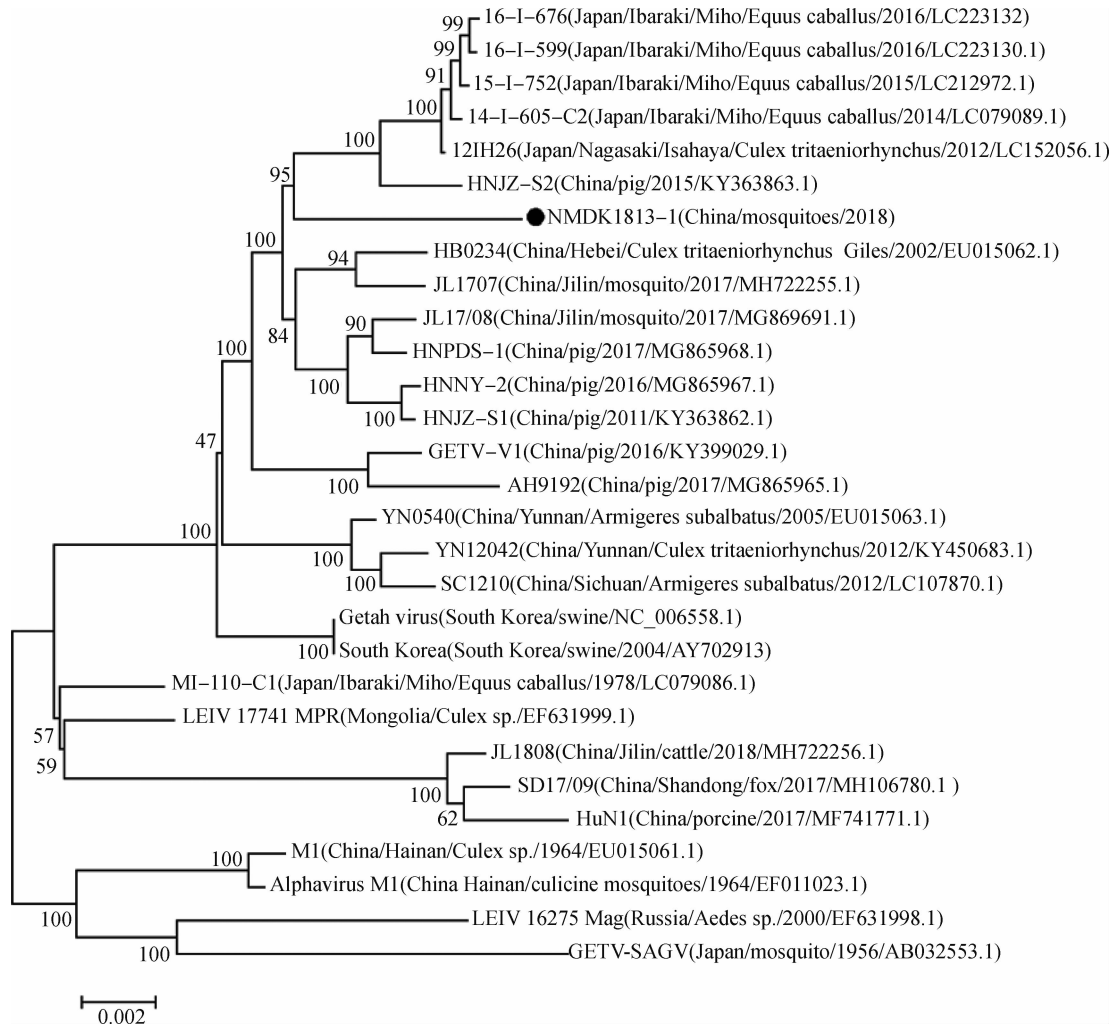 99
16-I-676(Japan/Ibaraki/Miho/Equus caballus/2016/LC223132)
99
16-I-599(Japan/Ibaraki/Miho/Equus caballus/2016/LC223130.1)
91
15-I-752(Japan/Ibaraki/Miho/Equus caballus/2015/LC212972.1)
100
14-I-605-C2(Japan/Ibaraki/Miho/Equus caballus/2014/LC079089.1)
100
12IH26(Japan/Nagasaki/Isahaya/Culex tritaeniorhynchus/2012/LC152056.1)
95
HNJZ-S2(China/pig/2015/KY363863.1)
NMDK1813-1(China/mosquitoes/2018)
100
HB0234(China/Hebei/Culex tritaeniorhynchus Giles/2002/EU015062.1)
94
JL1707(China/Jilin/mosquito/2017/MH722255.1)
84
JL17/08(China/Jilin/mosquito/2017/MG869691.1)
90
100
HNPDS-1(China/pig/2017/MG865968.1)
100
HNNY-2(China/pig/2016/MG865967.1)
100
HNJZ-S1(China/pig/2011/KY363862.1)
47
GETV-V1(China/pig/2016/KY399029.1)
100
AH9192(China/pig/2017/MG865965.1)
100
YN0540(China/Yunnan/Armigeres subalbatus/2005/EU015063.1)
100
YN12042(China/Yunnan/Culex tritaeniorhynchus/2012/KY450683.1)
100
SC1210(China/Sichuan/Armigeres subalbatus/2012/LC107870.1)
Getah virus(South Korea/swine/NC_006558.1)
100
South Korea(South Korea/swine/2004/AY702913)
MI-110-C1(Japan/Ibaraki/Miho/Equus caballus/1978/LC079086.1)
LEIV 17741 MPR(Mongolia/Culex sp./EF631999.1)
57
59
JL1808(China/Jilin/cattle/2018/MH722256.1)
100
SD17/09(China/Shandong/fox/2017/MH106780.1 )
62
HuN1(China/porcine/2017/MF741771.1)
100
M1(China/Hainan/Culex sp./1964/EU015061.1)
Alphavirus M1(China Hainan/culicine mosquitoes/1964/EF011023.1)
100
LEIV 16275 Mag(Russia/Aedes sp./2000/EF631998.1)
100
GETV-SAGV(Japan/mosquito/1956/AB032553.1)
0.002